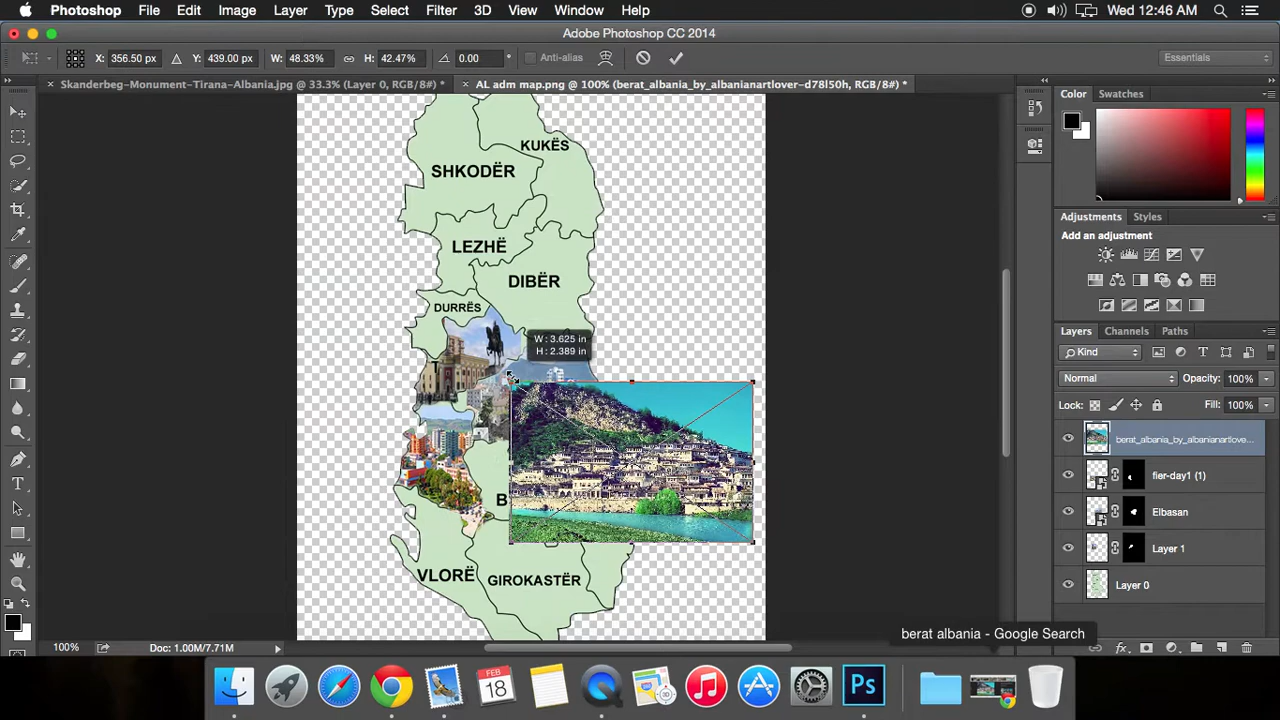 Photoshop File Edit Image Layer Type Select Filter 3D View Window Help Wed 12:46 AM
Adobe Photoshop CC 2014
X: 356.50 px Y: 439.00 px W: 48.33% H: 42.47% 0.00 ° Anti-alias Essentials
Skanderbeg-Monument-Tirana-Albania.jpg @ 33.3% (Layer 0, RGB/8#) * AL adm map.png @ 100% (berat_albania_by_albanianartlover-d78l50h, RGB/8#) *
Color Swatches
KUKËS
SHKODËR
LEZHË
DIBËR
DURRËS
W: 3.625 in
H: 2.389 in
T
B
VLORË
GIROKASTËR
Adjustments Styles
Add an adjustment
Layers Channels Paths
Kind
Normal Opacity: 100%
Lock: Fill: 100%
berat_albania_by_albanianartlove...
fier-day1 (1)
Elbasan
Layer 1
Layer 0
berat albania - Google Search
100% Doc: 1.00M/7.71M
FEB
18
Ps